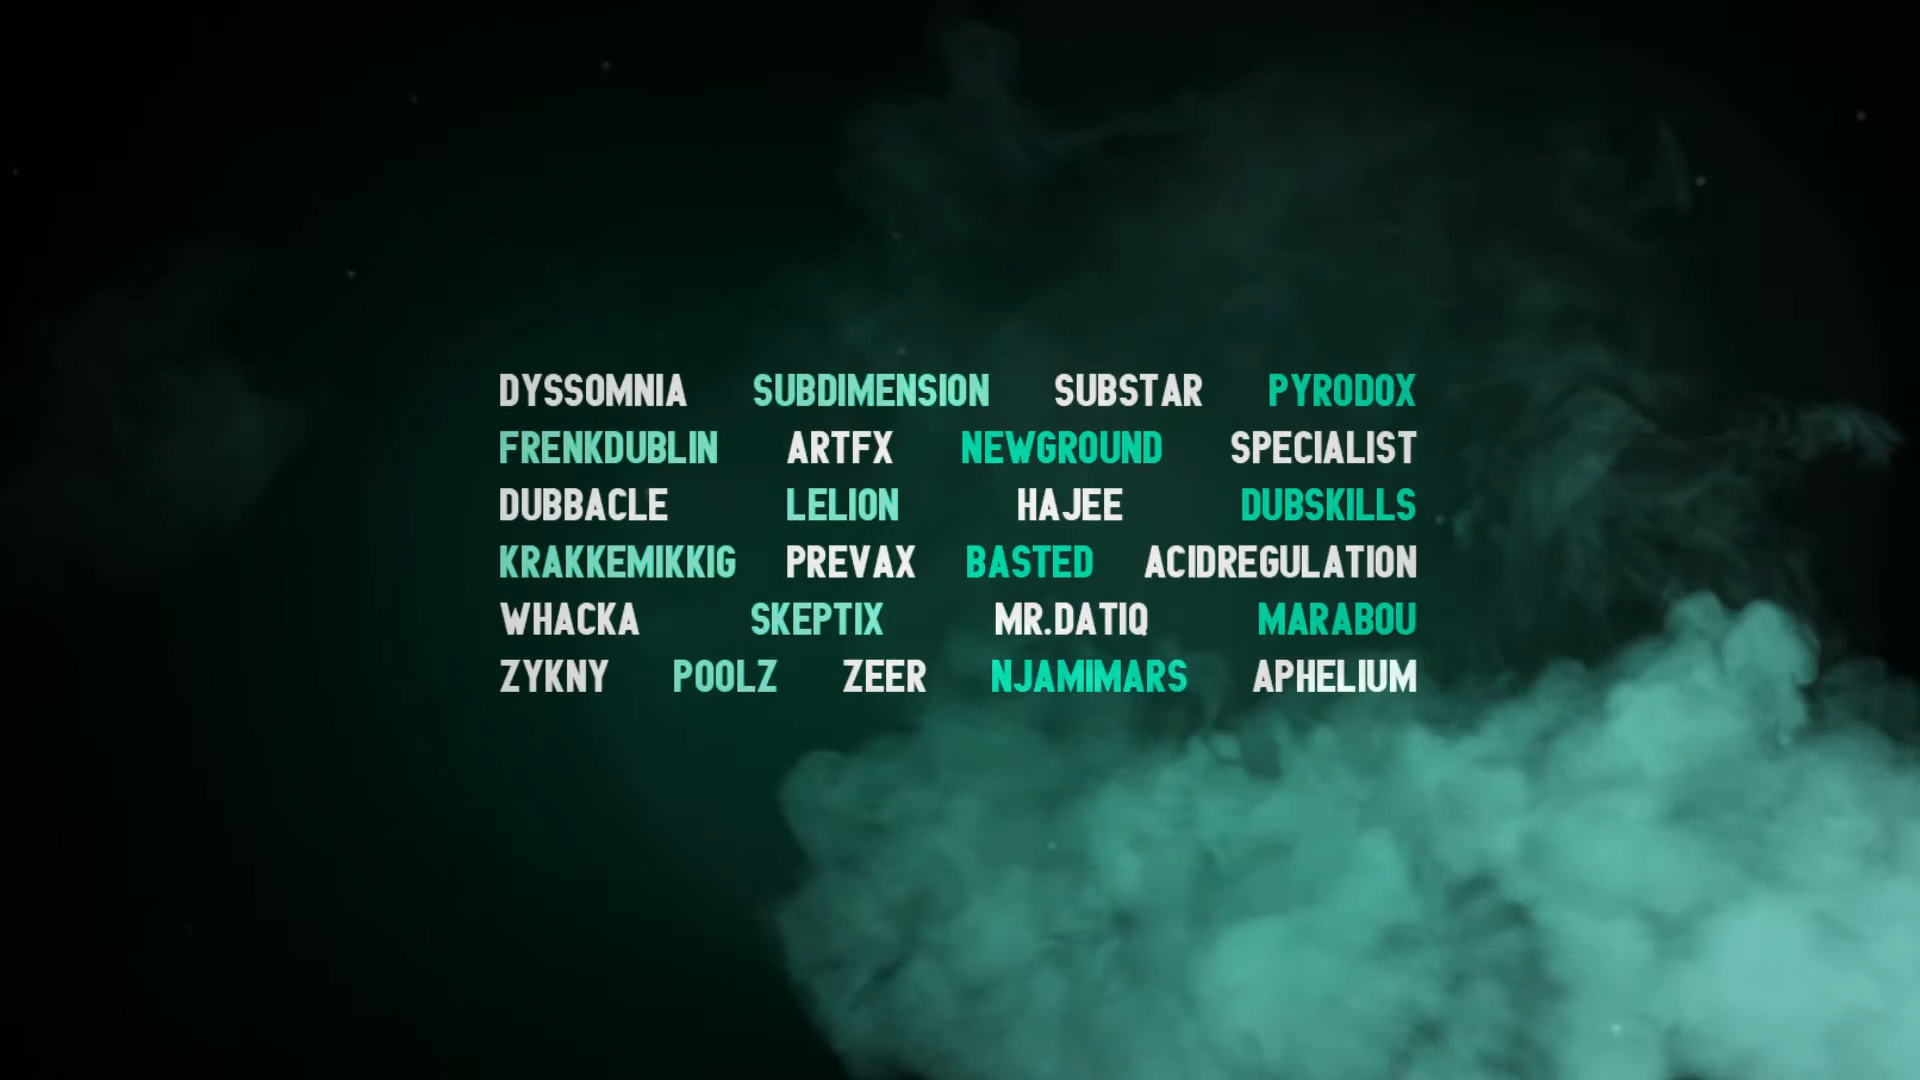 DYSSOMNIA SUBDIMENSION SUBSTAR PYRODOX
FRENKDUBLIN ARTFX NEWGROUND SPECIALIST
DUBBACLE LELION HAJEE DUBSKILLS
KRAKKEMIKKIG PREVAX BASTED ACIDREGULATION
WHACKA SKEPTIX MR.DATIQ MARABOU
ZYKNY POOLZ ZEER NJAMIMARS APHELIUM